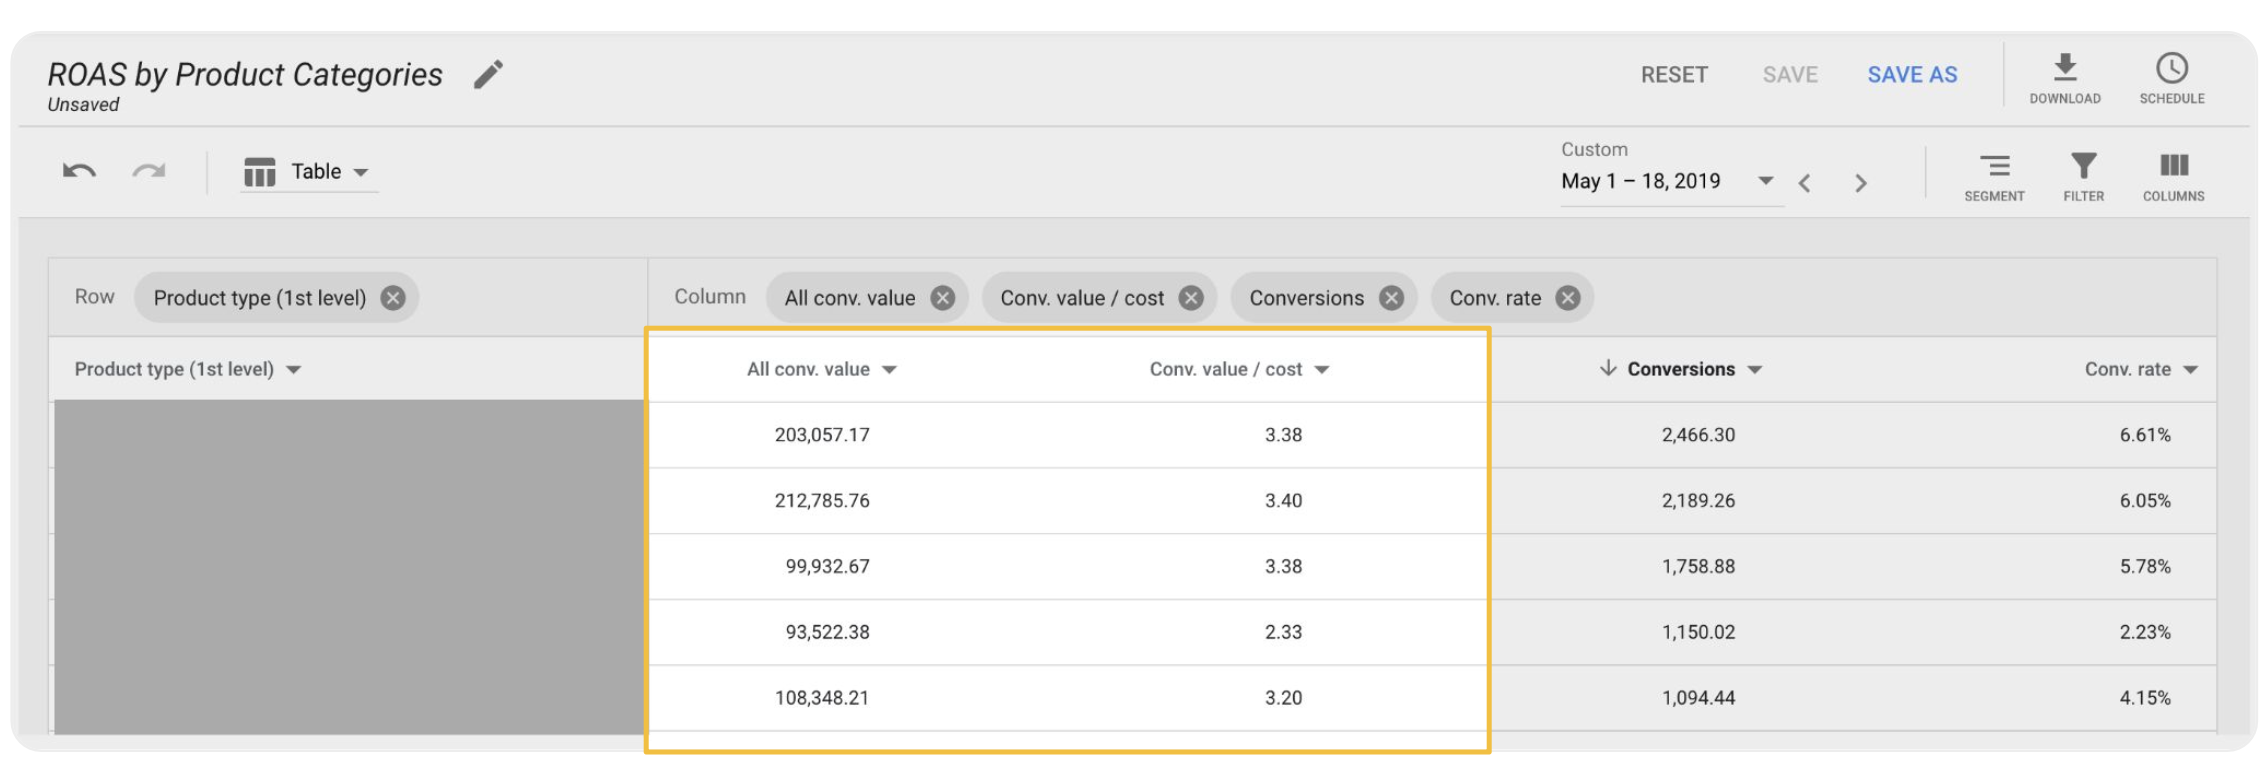 ROAS by Product Categories
Unsaved
RESET SAVE SAVE AS DOWNLOAD SCHEDULE
Table
Custom
May 1 – 18, 2019
SEGMENT FILTER COLUMNS
Row Product type (1st level) Column All conv. value Conv. value / cost Conversions Conv. rate
Product type (1st level) All conv. value Conv. value / cost Conversions Conv. rate
203,057.17 3.38 2,466.30 6.61%
212,785.76 3.40 2,189.26 6.05%
99,932.67 3.38 1,758.88 5.78%
93,522.38 2.33 1,150.02 2.23%
108,348.21 3.20 1,094.44 4.15%